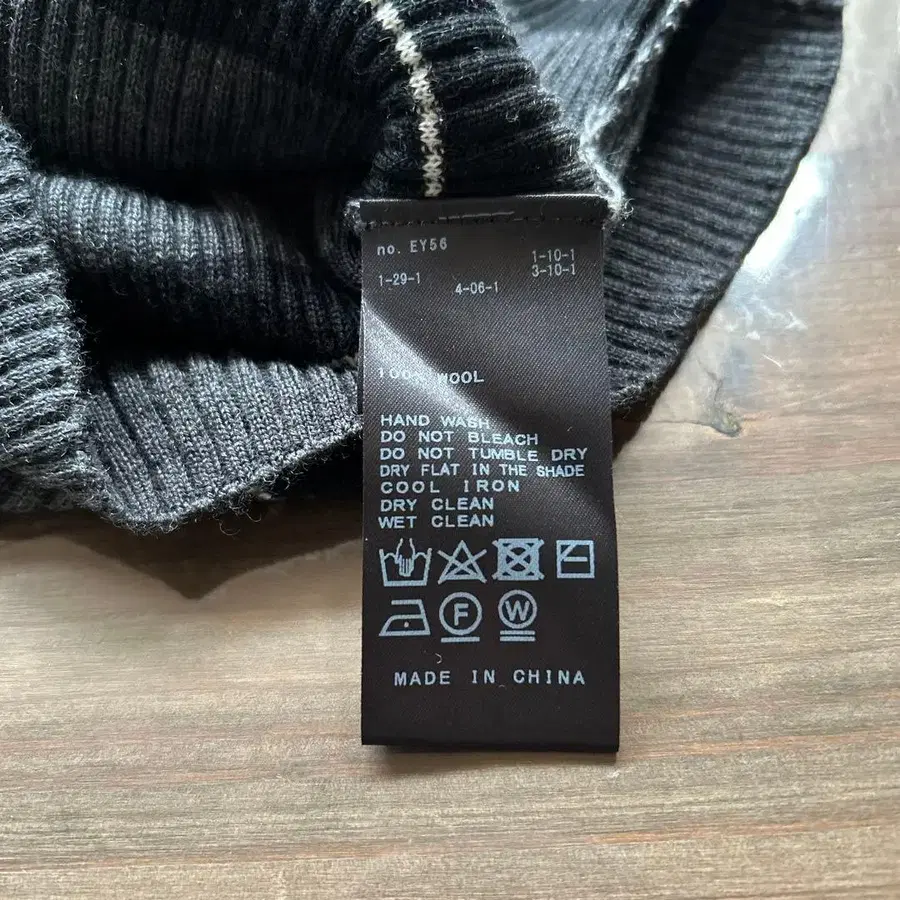 no. EY56
1-10-1
1-29-1
3-10-1
4-06-1
100% WOOL
HAND WASH
DO NOT BLEACH
DO NOT TUMBLE DRY
DRY FLAT IN THE SHADE
COOL IRON
DRY CLEAN
WET CLEAN
F
W
MADE IN CHINA